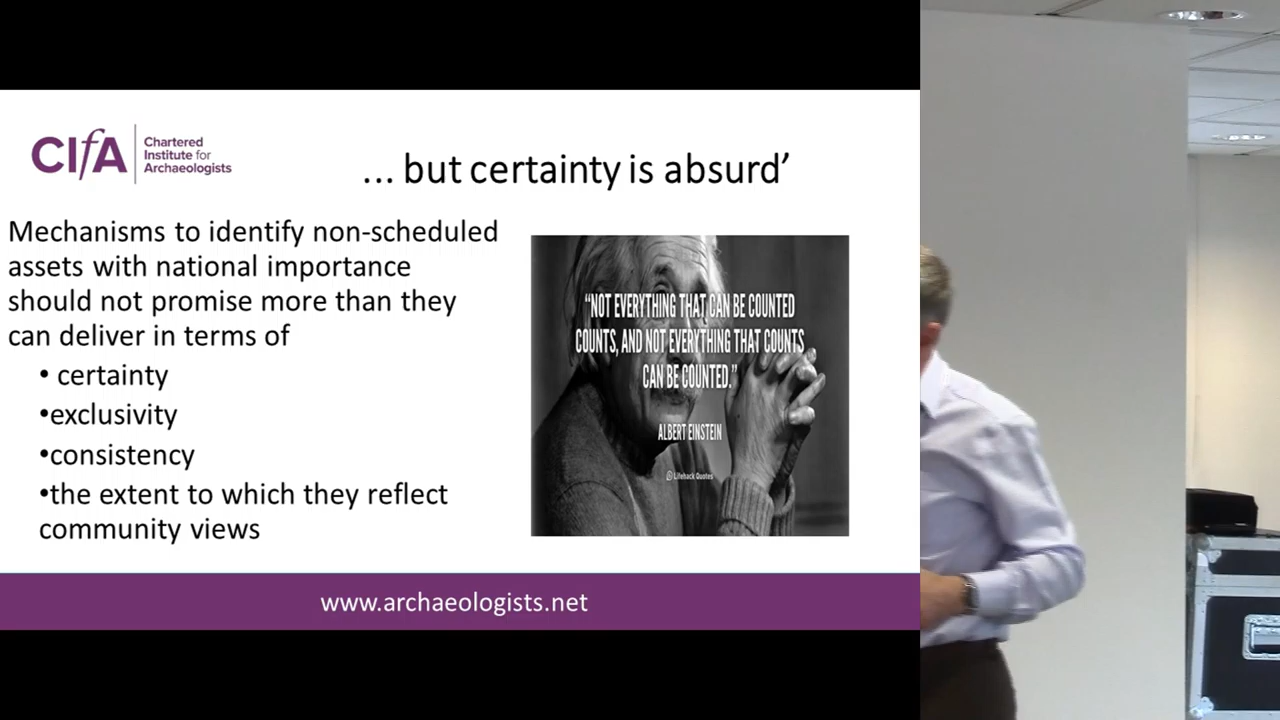 CIfA
Chartered
Institute for
Archaeologists
... but certainty is absurd’
Mechanisms to identify non-scheduled
assets with national importance
should not promise more than they
can deliver in terms of
• certainty
•exclusivity
•consistency
•the extent to which they reflect
community views
“NOT EVERYTHING THAT CAN BE COUNTED
COUNTS, AND NOT EVERYTHING THAT COUNTS
CAN BE COUNTED.”
ALBERT EINSTEIN
Lifehack Quotes
www.archaeologists.net